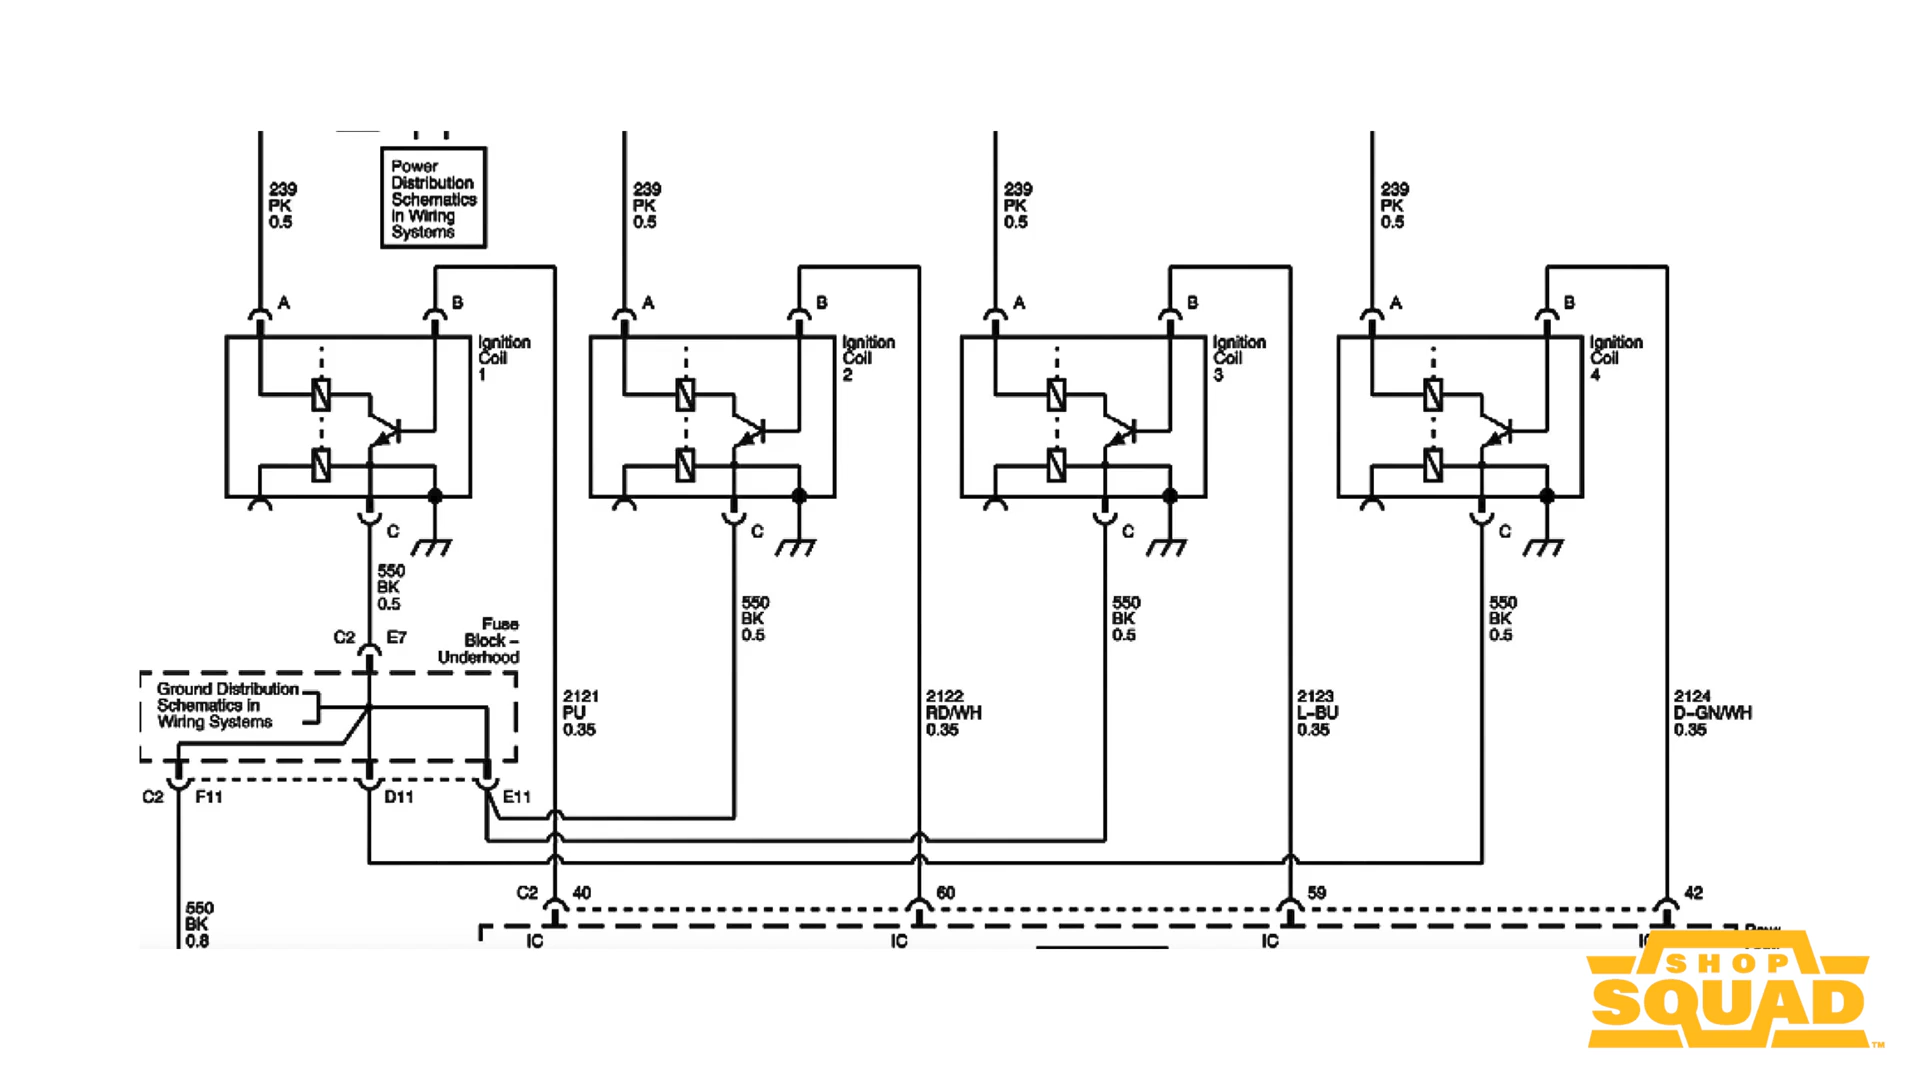 239
PK
0.5
Power
Distribution
Schematics
in Wiring
Systems
239
PK
0.5
239
PK
0.5
239
PK
0.5
A
B
A
B
A
B
A
B
Ignition
Coil
1
Ignition
Coil
2
Ignition
Coil
3
Ignition
Coil
4
C
C
C
C
550
BK
0.5
550
BK
0.5
550
BK
0.5
550
BK
0.5
C2 E7
Fuse
Block –
Underhood
Ground Distribution
Schematics in
Wiring Systems
2121
PU
0.35
2122
RD/WH
0.35
2123
L–BU
0.35
2124
D–GN/WH
0.35
C2 F11
D11
E11
C2 40
60
59
42
550
BK
0.8
IC
IC
IC
SHOP
SQUAD
TM